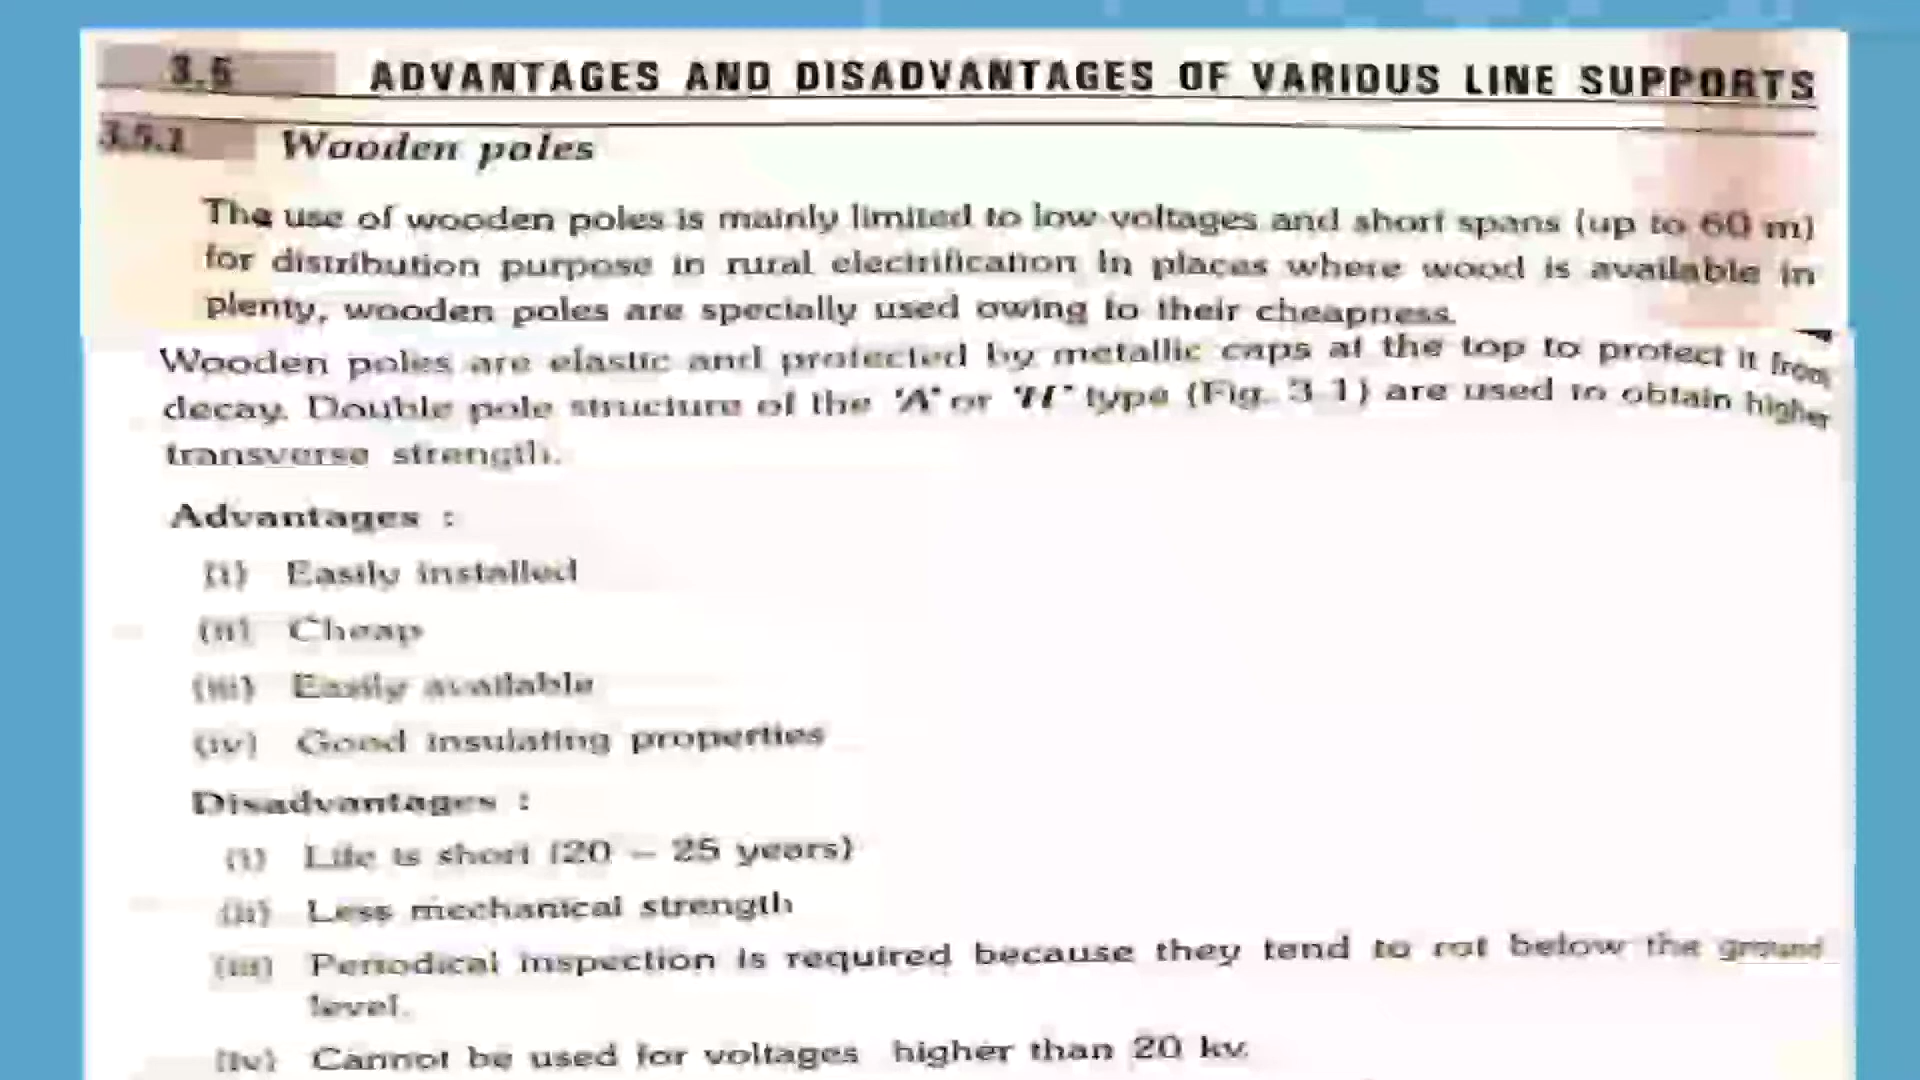 3.5 ADVANTAGES AND DISADVANTAGES OF VARIOUS LINE SUPPORTS
3.5.1 Wooden poles
The use of wooden poles is mainly limited to low voltages and short spans (up to 60 m)
for distribution purpose in rural electrification In places where wood is available in
plenty, wooden poles are specially used owing to their cheapness.
Wooden poles are elastic and protected by metallic caps at the top to protect it from
decay. Double pole structure of the 'A' or 'H' type (Fig. 3.1) are used to obtain higher
transverse strength.
Advantages :
(i) Easily installed
(ii) Cheap
(iii) Easily available
(iv) Good insulating properties
Disadvantages :
(i) Life is short (20 – 25 years)
(ii) Less mechanical strength
(iii) Periodical inspection is required because they tend to rot below the ground
level.
(iv) Cannot be used for voltages higher than 20 kv.